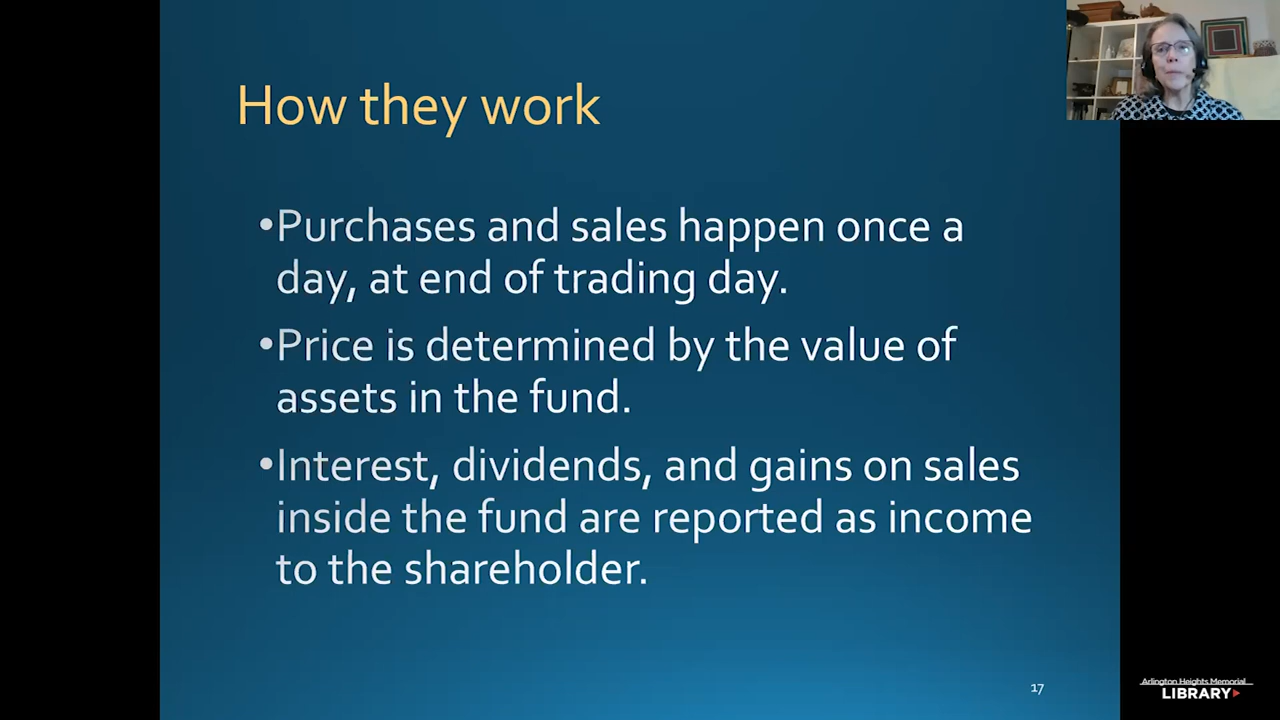 How they work
•Purchases and sales happen once a
day, at end of trading day.
•Price is determined by the value of
assets in the fund.
•Interest, dividends, and gains on sales
inside the fund are reported as income
to the shareholder.
17
Arlington Heights Memorial
LIBRARY